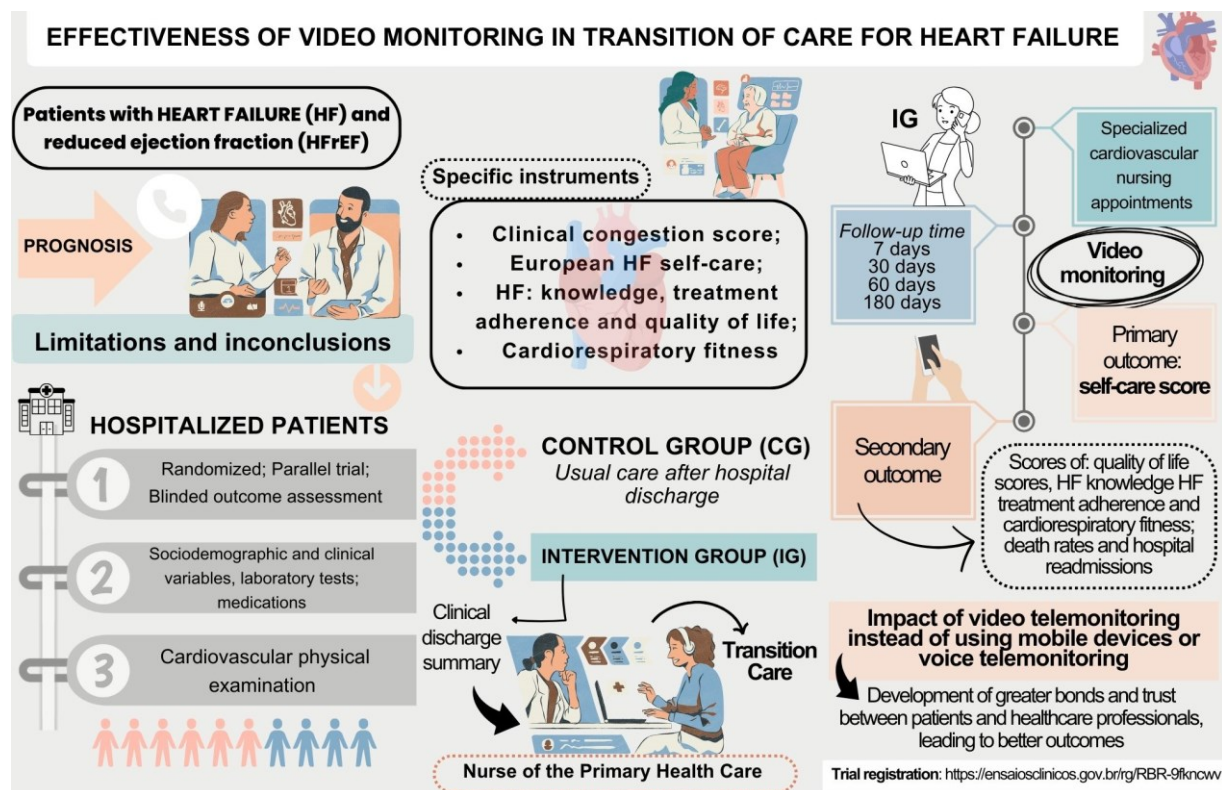 EFFECTIVENESS OF VIDEO MONITORING IN TRANSITION OF CARE FOR HEART FAILURE
Patients with HEART FAILURE (HF) and
reduced ejection fraction (HFrEF)
PROGNOSIS
Limitations and inconclusions
HOSPITALIZED PATIENTS
1
Randomized; Parallel trial;
Blinded outcome assessment
2
Sociodemographic and clinical
variables, laboratory tests;
medications
3
Cardiovascular physical
examination
Specific instruments
• Clinical congestion score;
• European HF self-care;
• HF: knowledge, treatment
adherence and quality of life;
• Cardiorespiratory fitness
CONTROL GROUP (CG)
Usual care after hospital
discharge
INTERVENTION GROUP (IG)
Clinical
discharge
summary
Transition
Care
Nurse of the Primary Health Care
IG
Specialized
cardiovascular
nursing
appointments
Follow-up time
7 days
30 days
60 days
180 days
Video
monitoring
Primary
outcome:
self-care score
Secondary
outcome
Scores of: quality of life
scores, HF knowledge HF
treatment adherence and
cardiorespiratory fitness;
death rates and hospital
readmissions
Impact of video telemonitoring
instead of using mobile devices or
voice telemonitoring
Development of greater bonds and trust
between patients and healthcare professionals,
leading to better outcomes
Trial registration: https://ensaiosclinicos.gov.br/rg/RBR-9fkncwv